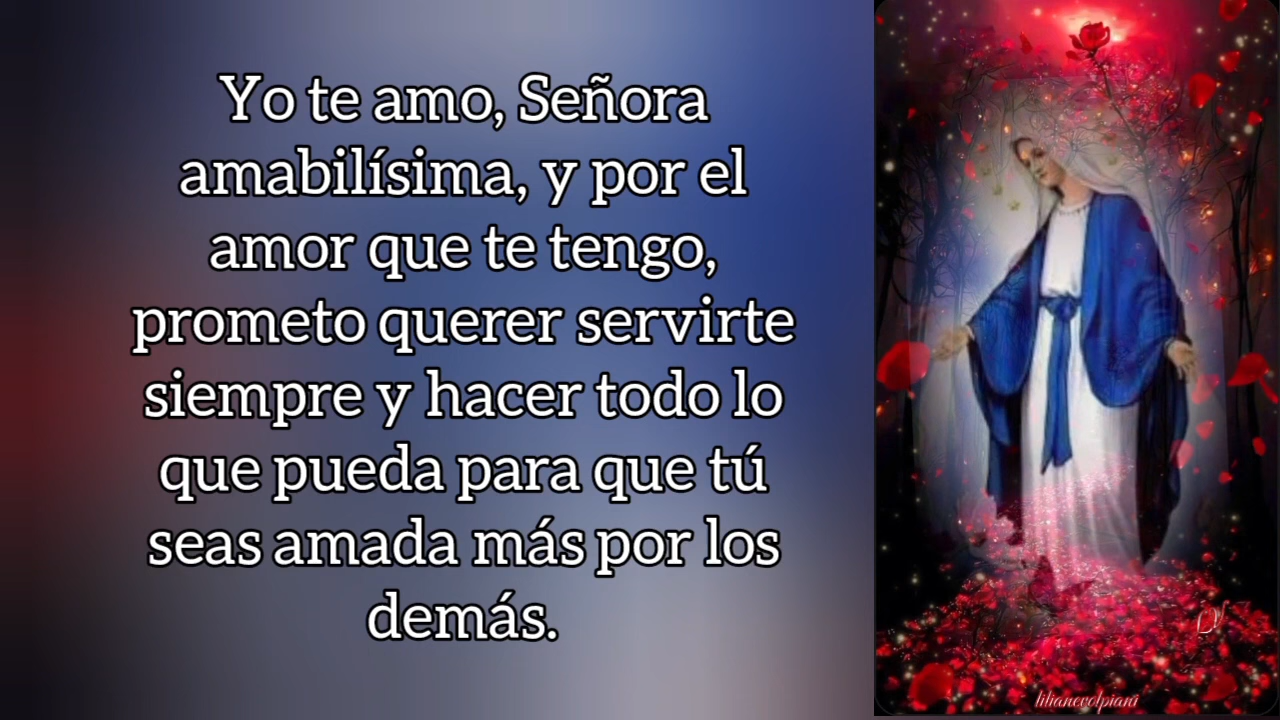 Yo te amo, Señora
amabilísima, y por el
amor que te tengo,
prometo querer servirte
siempre y hacer todo lo
que pueda para que tú
seas amada más por los
demás.
lilianevolpiani